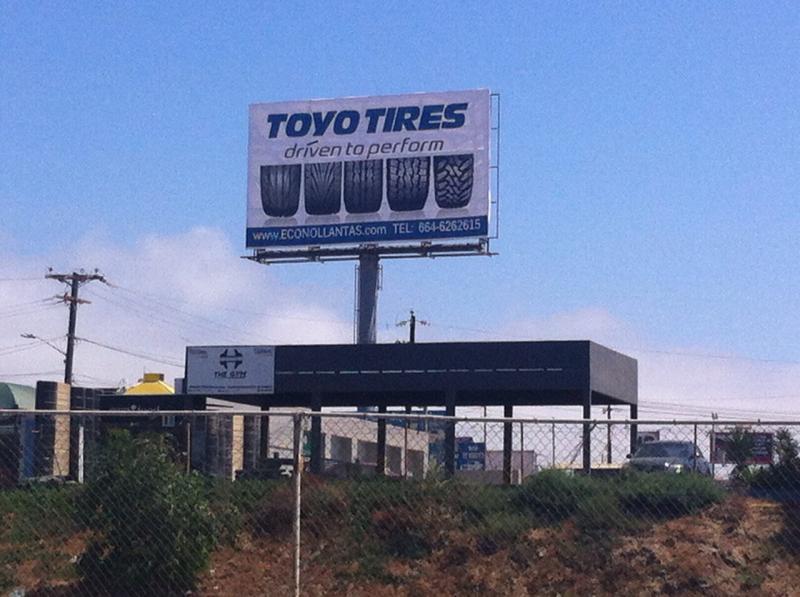 TOYO TIRES
driven to perform
www.ECONOLLANTAS.com TEL: 664-6262615
THE GYM